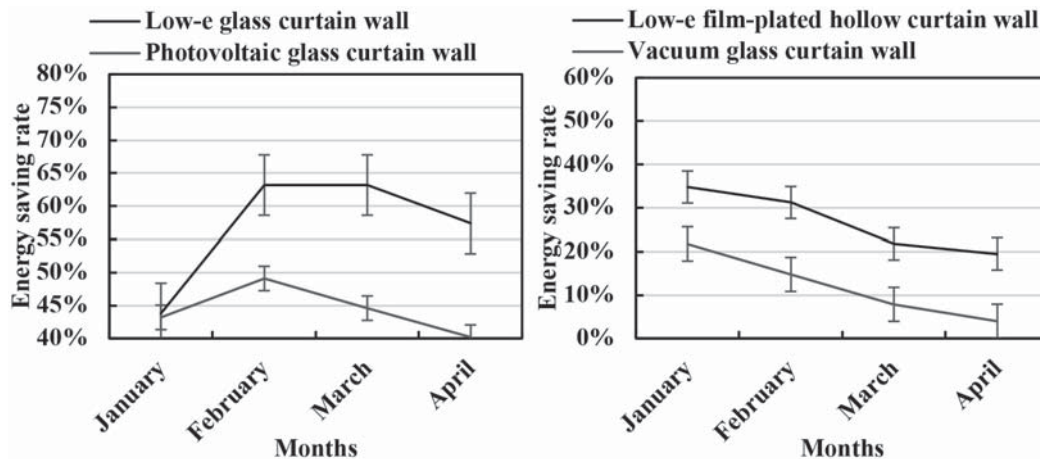 Low-e glass curtain wall
Photovoltaic glass curtain wall
80%
75%
70%
65%
60%
55%
50%
45%
40%
Energy saving rate
January
February
March
April
Months
Low-e film-plated hollow curtain wall
Vacuum glass curtain wall
60%
50%
40%
30%
20%
10%
0%
Energy saving rate
January
February
March
April
Months